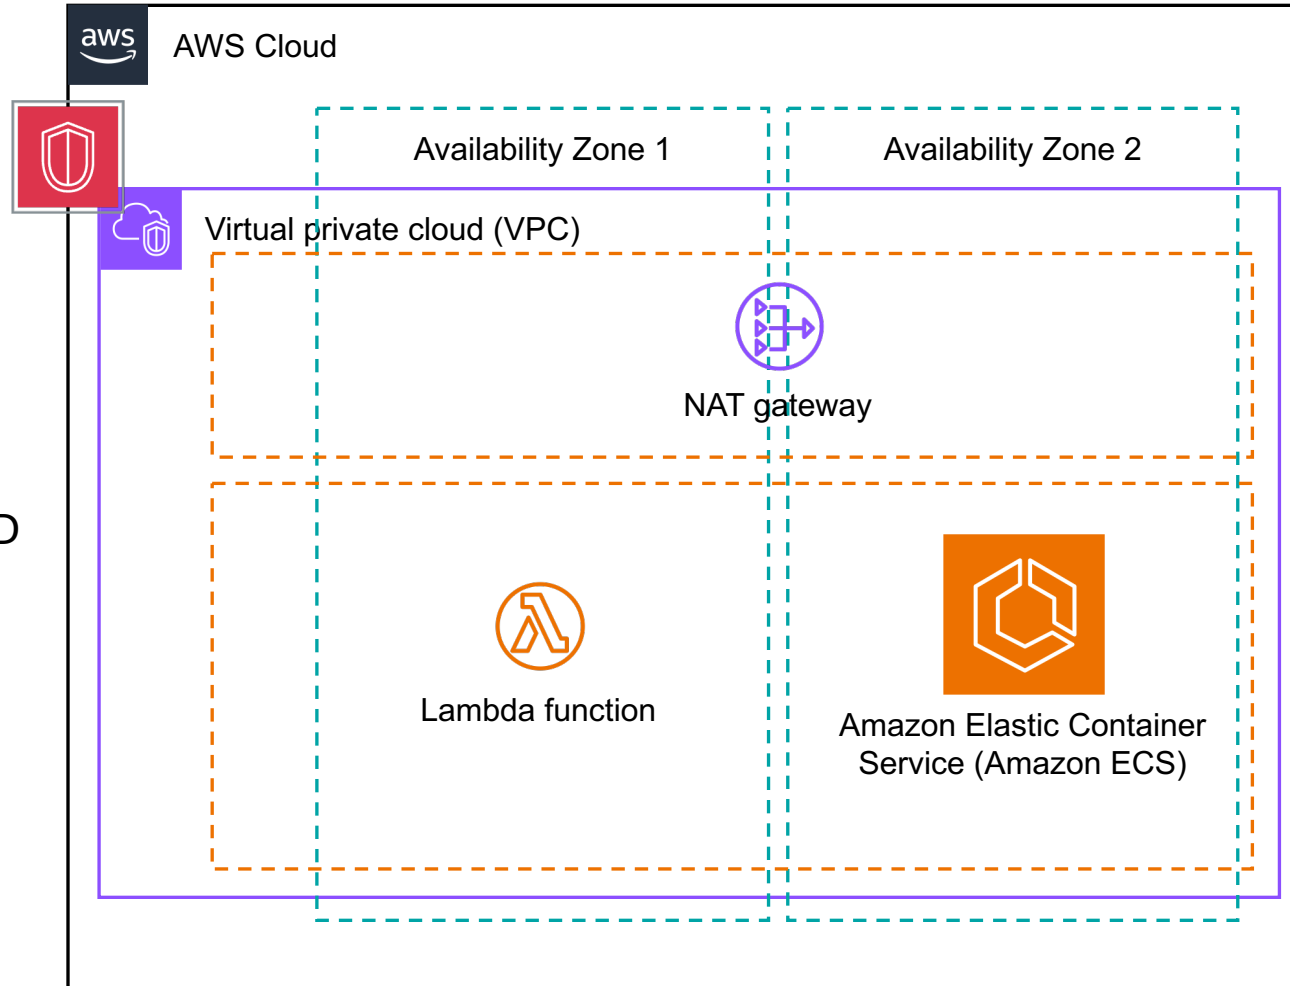 aws
AWS Cloud
Availability Zone 1
Availability Zone 2
Virtual private cloud (VPC)
NAT gateway
D
Lambda function
Amazon Elastic Container
Service (Amazon ECS)